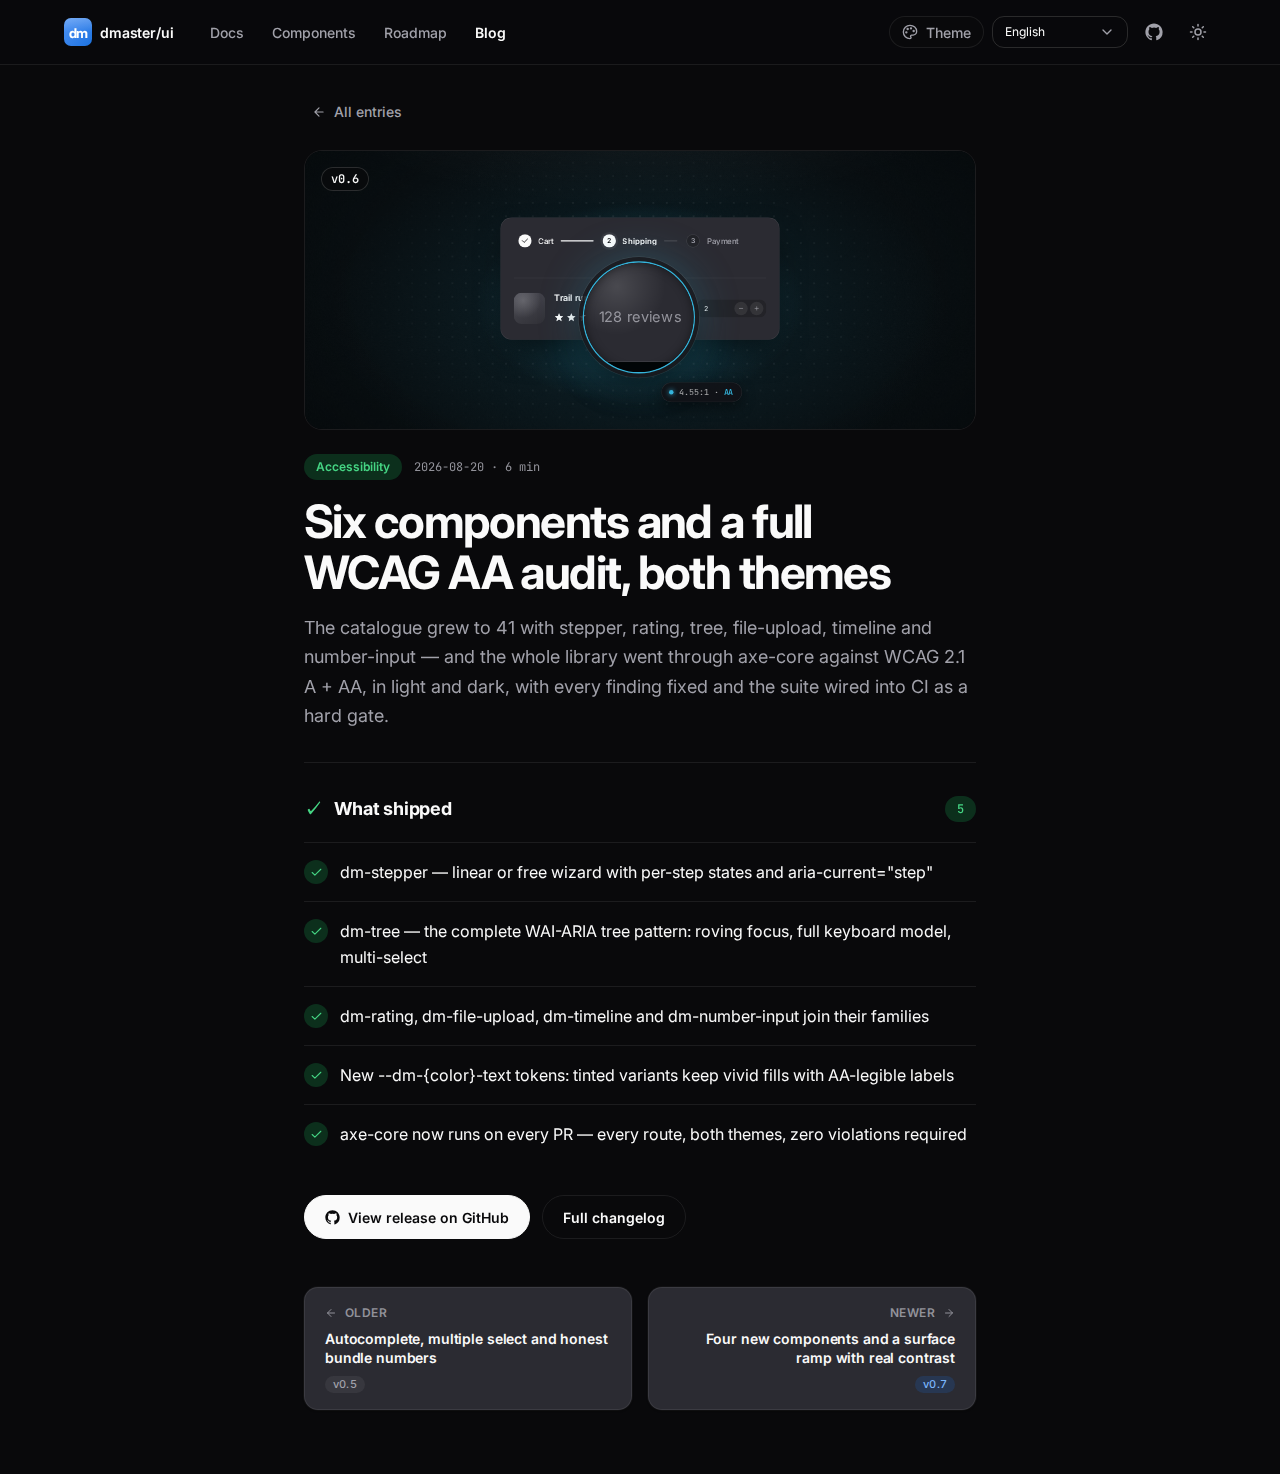 dm dmaster/ui Docs Components Roadmap Blog Theme English
All entries
v0.6
Cart 2 Shipping 3 Payment
Trail
128 reviews
2 − +
4.55:1 · AA
Accessibility 2026-08-20 · 6 min
Six components and a full
WCAG AA audit, both themes
The catalogue grew to 41 with stepper, rating, tree, file-upload, timeline and
number-input — and the whole library went through axe-core against WCAG 2.1
A + AA, in light and dark, with every finding fixed and the suite wired into CI as a
hard gate.
What shipped 5
dm-stepper — linear or free wizard with per-step states and aria-current="step"
dm-tree — the complete WAI-ARIA tree pattern: roving focus, full keyboard model,
multi-select
dm-rating, dm-file-upload, dm-timeline and dm-number-input join their families
New --dm-{color}-text tokens: tinted variants keep vivid fills with AA-legible labels
axe-core now runs on every PR — every route, both themes, zero violations required
View release on GitHub Full changelog
OLDER
Autocomplete, multiple select and honest
bundle numbers
v0.5
NEWER
Four new components and a surface
ramp with real contrast
v0.7